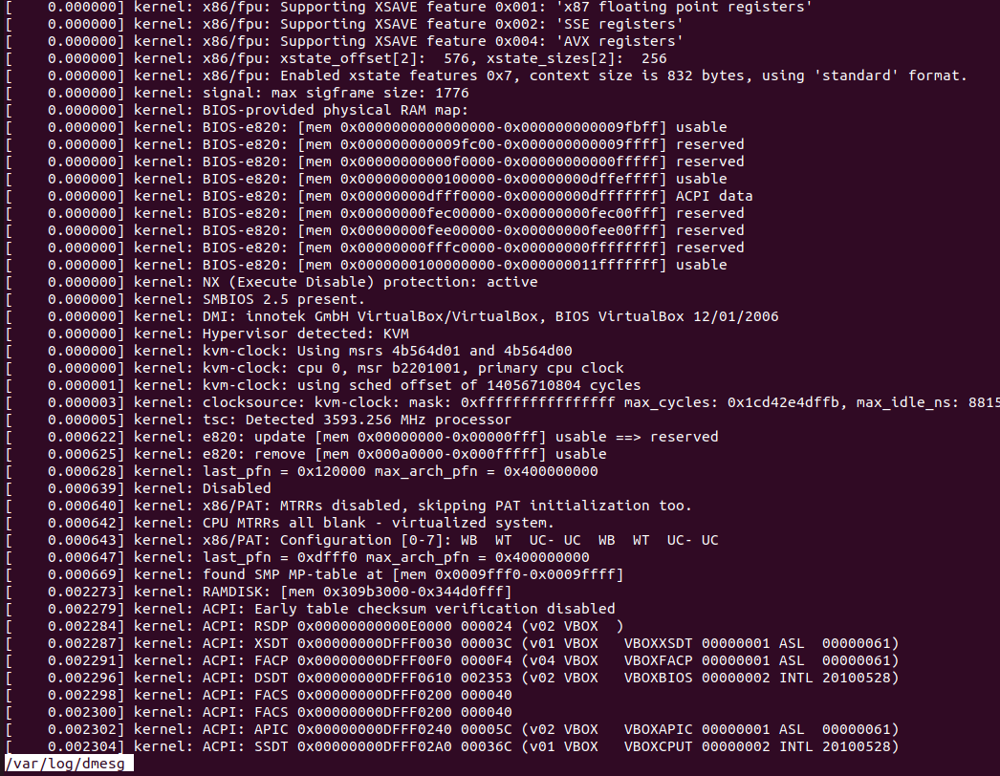 [    0.000000] kernel: x86/fpu: Supporting XSAVE feature 0x001: 'x87 floating point registers'
[    0.000000] kernel: x86/fpu: Supporting XSAVE feature 0x002: 'SSE registers'
[    0.000000] kernel: x86/fpu: Supporting XSAVE feature 0x004: 'AVX registers'
[    0.000000] kernel: x86/fpu: xstate_offset[2]:  576, xstate_sizes[2]:  256
[    0.000000] kernel: x86/fpu: Enabled xstate features 0x7, context size is 832 bytes, using 'standard' format.
[    0.000000] kernel: signal: max sigframe size: 1776
[    0.000000] kernel: BIOS-provided physical RAM map:
[    0.000000] kernel: BIOS-e820: [mem 0x0000000000000000-0x000000000009fbff] usable
[    0.000000] kernel: BIOS-e820: [mem 0x000000000009fc00-0x000000000009ffff] reserved
[    0.000000] kernel: BIOS-e820: [mem 0x00000000000f0000-0x00000000000fffff] reserved
[    0.000000] kernel: BIOS-e820: [mem 0x0000000000100000-0x00000000dffeffff] usable
[    0.000000] kernel: BIOS-e820: [mem 0x00000000dfff0000-0x00000000dfffffff] ACPI data
[    0.000000] kernel: BIOS-e820: [mem 0x00000000fec00000-0x00000000fec00fff] reserved
[    0.000000] kernel: BIOS-e820: [mem 0x00000000fee00000-0x00000000fee00fff] reserved
[    0.000000] kernel: BIOS-e820: [mem 0x00000000fffc0000-0x00000000ffffffff] reserved
[    0.000000] kernel: BIOS-e820: [mem 0x0000000100000000-0x000000011fffffff] usable
[    0.000000] kernel: NX (Execute Disable) protection: active
[    0.000000] kernel: SMBIOS 2.5 present.
[    0.000000] kernel: DMI: innotek GmbH VirtualBox/VirtualBox, BIOS VirtualBox 12/01/2006
[    0.000000] kernel: Hypervisor detected: KVM
[    0.000000] kernel: kvm-clock: Using msrs 4b564d01 and 4b564d00
[    0.000000] kernel: kvm-clock: cpu 0, msr b2201001, primary cpu clock
[    0.000001] kernel: kvm-clock: using sched offset of 14056710804 cycles
[    0.000003] kernel: clocksource: kvm-clock: mask: 0xffffffffffffffff max_cycles: 0x1cd42e4dffb, max_idle_ns: 8815
[    0.000005] kernel: tsc: Detected 3593.256 MHz processor
[    0.000622] kernel: e820: update [mem 0x00000000-0x00000fff] usable ==> reserved
[    0.000625] kernel: e820: remove [mem 0x000a0000-0x000fffff] usable
[    0.000628] kernel: last_pfn = 0x120000 max_arch_pfn = 0x400000000
[    0.000639] kernel: Disabled
[    0.000640] kernel: x86/PAT: MTRRs disabled, skipping PAT initialization too.
[    0.000642] kernel: CPU MTRRs all blank - virtualized system.
[    0.000643] kernel: x86/PAT: Configuration [0-7]: WB  WT  UC- UC  WB  WT  UC- UC
[    0.000647] kernel: last_pfn = 0xdfff0 max_arch_pfn = 0x400000000
[    0.000669] kernel: found SMP MP-table at [mem 0x0009fff0-0x0009ffff]
[    0.002273] kernel: RAMDISK: [mem 0x309b3000-0x344d0fff]
[    0.002279] kernel: ACPI: Early table checksum verification disabled
[    0.002284] kernel: ACPI: RSDP 0x00000000000E0000 000024 (v02 VBOX  )
[    0.002287] kernel: ACPI: XSDT 0x00000000DFFF0030 00003C (v01 VBOX   VBOXXSDT 00000001 ASL  00000061)
[    0.002291] kernel: ACPI: FACP 0x00000000DFFF00F0 0000F4 (v04 VBOX   VBOXFACP 00000001 ASL  00000061)
[    0.002296] kernel: ACPI: DSDT 0x00000000DFFF0610 002353 (v02 VBOX   VBOXBIOS 00000002 INTL 20100528)
[    0.002298] kernel: ACPI: FACS 0x00000000DFFF0200 000040
[    0.002300] kernel: ACPI: FACS 0x00000000DFFF0200 000040
[    0.002302] kernel: ACPI: APIC 0x00000000DFFF0240 00005C (v02 VBOX   VBOXAPIC 00000001 ASL  00000061)
[    0.002304] kernel: ACPI: SSDT 0x00000000DFFF02A0 00036C (v01 VBOX   VBOXCPUT 00000002 INTL 20100528)
/var/log/dmesg